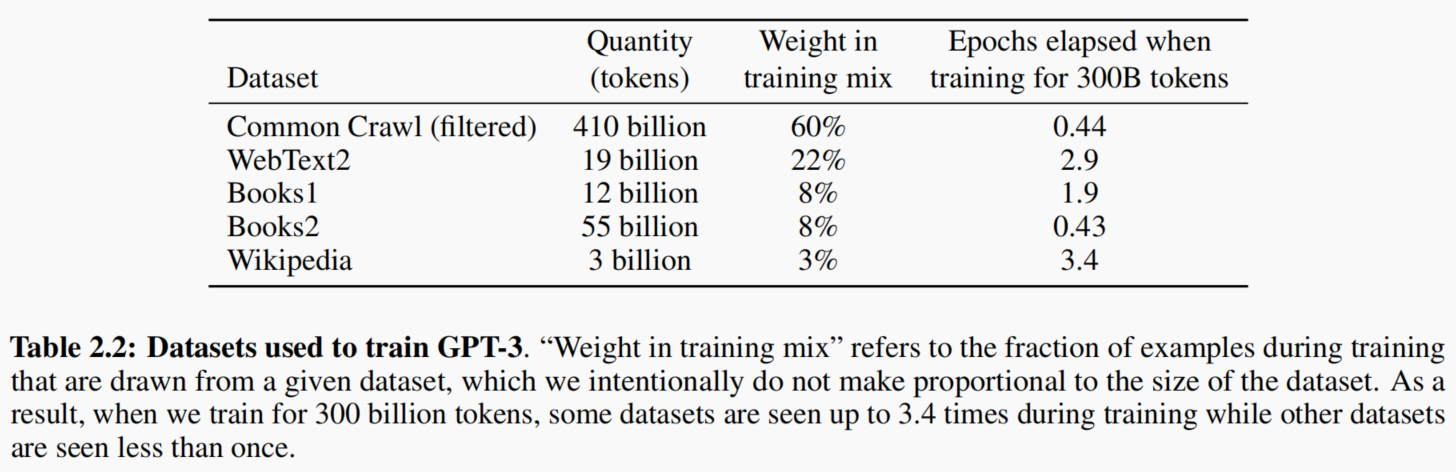 Quantity Weight in Epochs elapsed when
Dataset (tokens) training mix training for 300B tokens
Common Crawl (filtered) 410 billion 60% 0.44
WebText2 19 billion 22% 2.9
Books1 12 billion 8% 1.9
Books2 55 billion 8% 0.43
Wikipedia 3 billion 3% 3.4
Table 2.2: Datasets used to train GPT-3. “Weight in training mix” refers to the fraction of examples during training
that are drawn from a given dataset, which we intentionally do not make proportional to the size of the dataset. As a
result, when we train for 300 billion tokens, some datasets are seen up to 3.4 times during training while other datasets
are seen less than once.